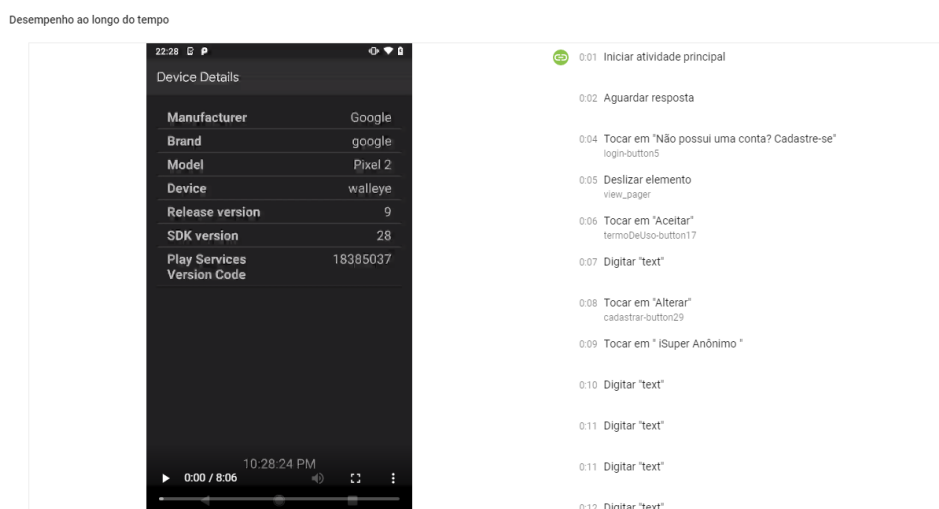 Desempenho ao longo do tempo
22:28
Device Details
Manufacturer Google
Brand google
Model Pixel 2
Device walleye
Release version 9
SDK version 28
Play Services 18385037
Version Code
10:28:24 PM
0:00 / 8:06
0:01 Iniciar atividade principal
0:02 Aguardar resposta
0:04 Tocar em "Não possui uma conta? Cadastre-se"
login-button5
0:05 Deslizar elemento
view_pager
0:06 Tocar em "Aceitar"
termoDeUso-button17
0:07 Digitar "text"
0:08 Tocar em "Alterar"
cadastrar-button29
0:09 Tocar em " iSuper Anônimo "
0:10 Digitar "text"
0:11 Digitar "text"
0:11 Digitar "text"
0:12 Digitar "text"